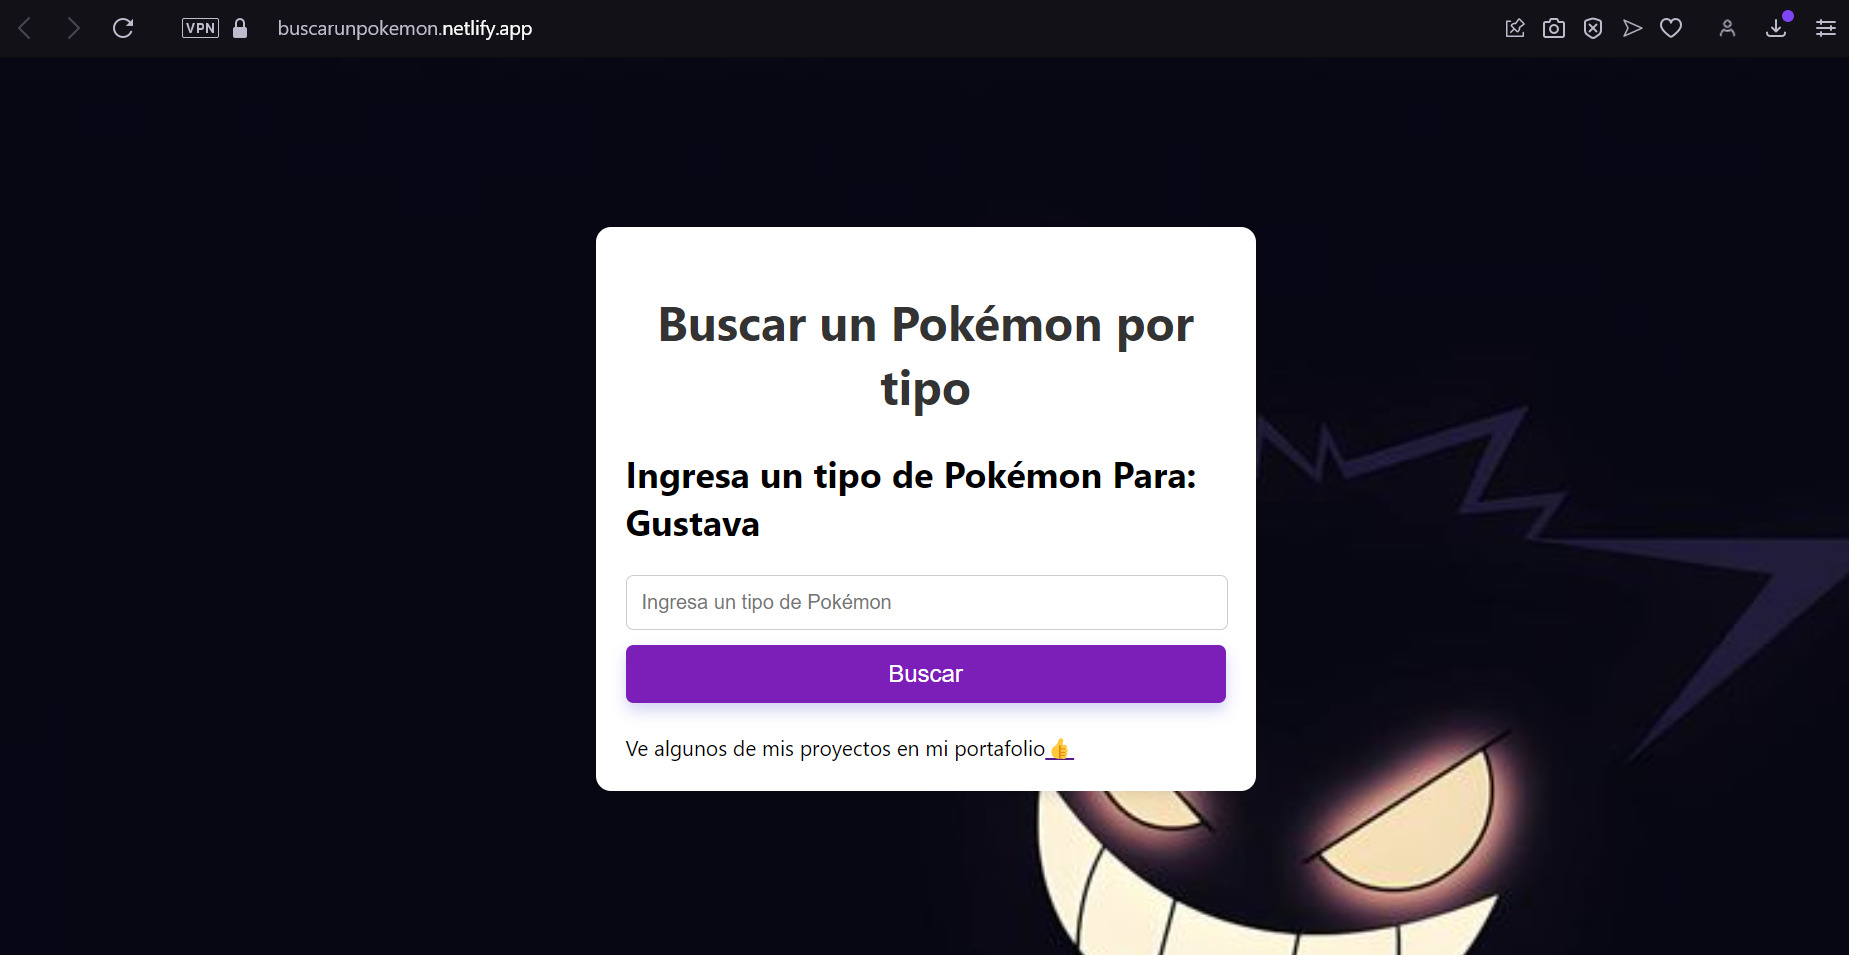 VPN
buscarunpokemon.netlify.app
Buscar un Pokémon por
tipo
Ingresa un tipo de Pokémon Para:
Gustava
Ingresa un tipo de Pokémon
Buscar
Ve algunos de mis proyectos en mi portafolio👍